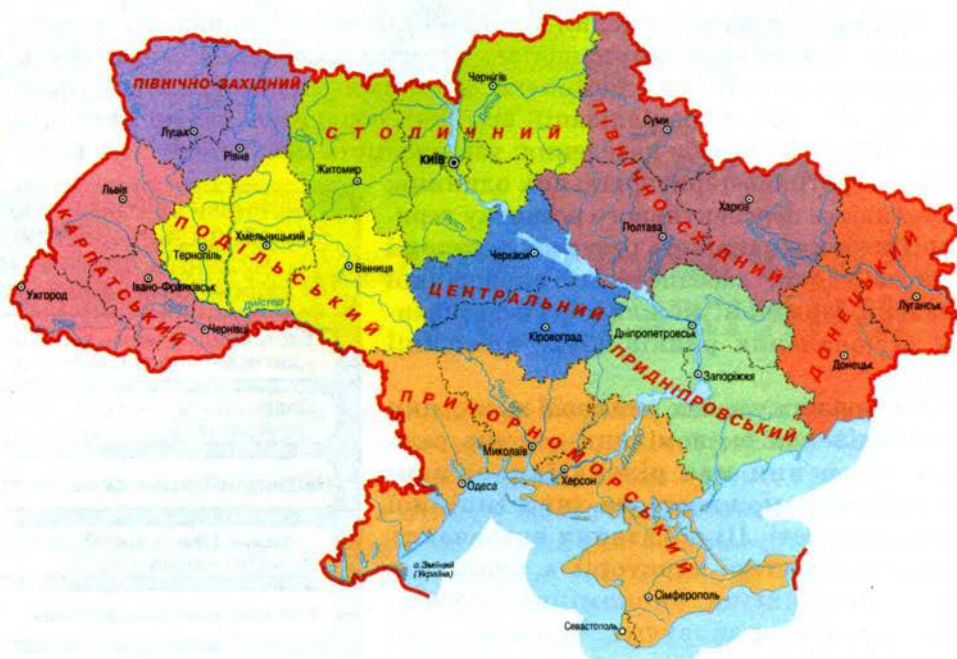 ПІВНІЧНО-ЗАХІДНИЙ
Луцьк
Рівне
СТОЛИЧНИЙ
Чернігів
Десна
КИЇВ
Житомир
ПІВНІЧНО-СХІДНИЙ
Суми
Харків
Полтава
КАРПАТСЬКИЙ
Львів
Ужгород
Івано-Франковськ
Чернівці
ПОДІЛЬСЬКИЙ
Тернопіль
Хмельницький
Вінниця
Дністер
ЦЕНТРАЛЬНИЙ
Черкаси
Кіровоград
ДОНЕЦЬКИЙ
Луганськ
Донецьк
ПРИДНІПРОВСЬКИЙ
Дніпропетровськ
Запоріжжя
ПРИЧОРНОМОРСЬКИЙ
Миколаїв
Херсон
Одеса
о.Зміїний
(Україна)
Сімферополь
Севастополь